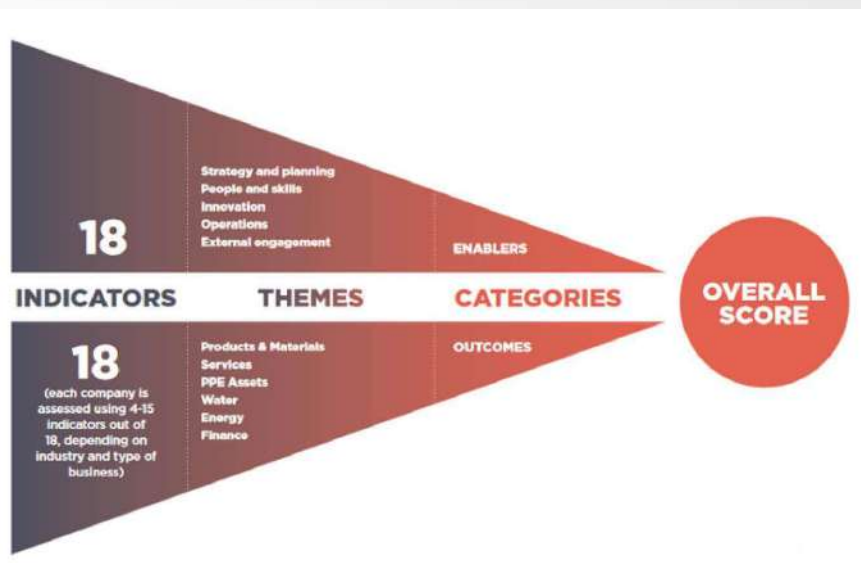 Strategy and planning
People and skills
Innovation
Operations
External engagement
18
ENABLERS
INDICATORS
THEMES
CATEGORIES
OVERALL
SCORE
18
(each company is
assessed using 4-15
indicators out of
18, depending on
industry and type of
business)
Products & Materials
Services
PPE Assets
Water
Energy
Finance
OUTCOMES